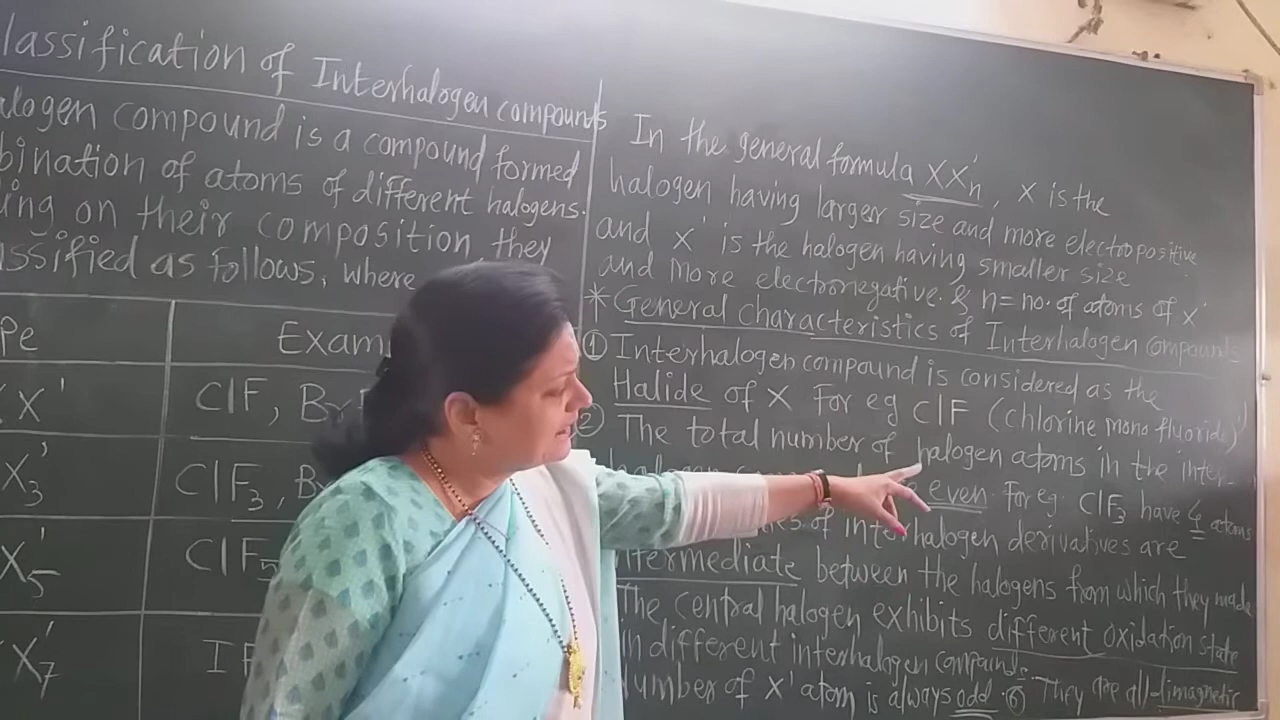 lassification of Interhalogen compounds
alogen compound is a compound formed
bination of atoms of different halogens.
ing on their composition they
ssified as follows, where
Pe Exam
X X' ClF, Br
X3' ClF3, B
X5' ClF5
X X7' IF
In the general formula XX'n, X is the
halogen having larger size and more electropositive
and X' is the halogen having smaller size
and more electronegative. & n= no. of atoms of X'
* General characteristics of Interhalogen compounds
① Interhalogen compound is considered as the
Halide of X For eg ClF (chlorine mono fluoride)
② The total number of halogen atoms in the inter-
halogen even. For eg. ClF3 have 4 atoms
of interhalogen derivatives are
ntermediate between the halogens from which they made
The central halogen exhibits different oxidation state
in different interhalogen compounds.
umber of X' atom is always odd. ⑥ They are all dimagnetic